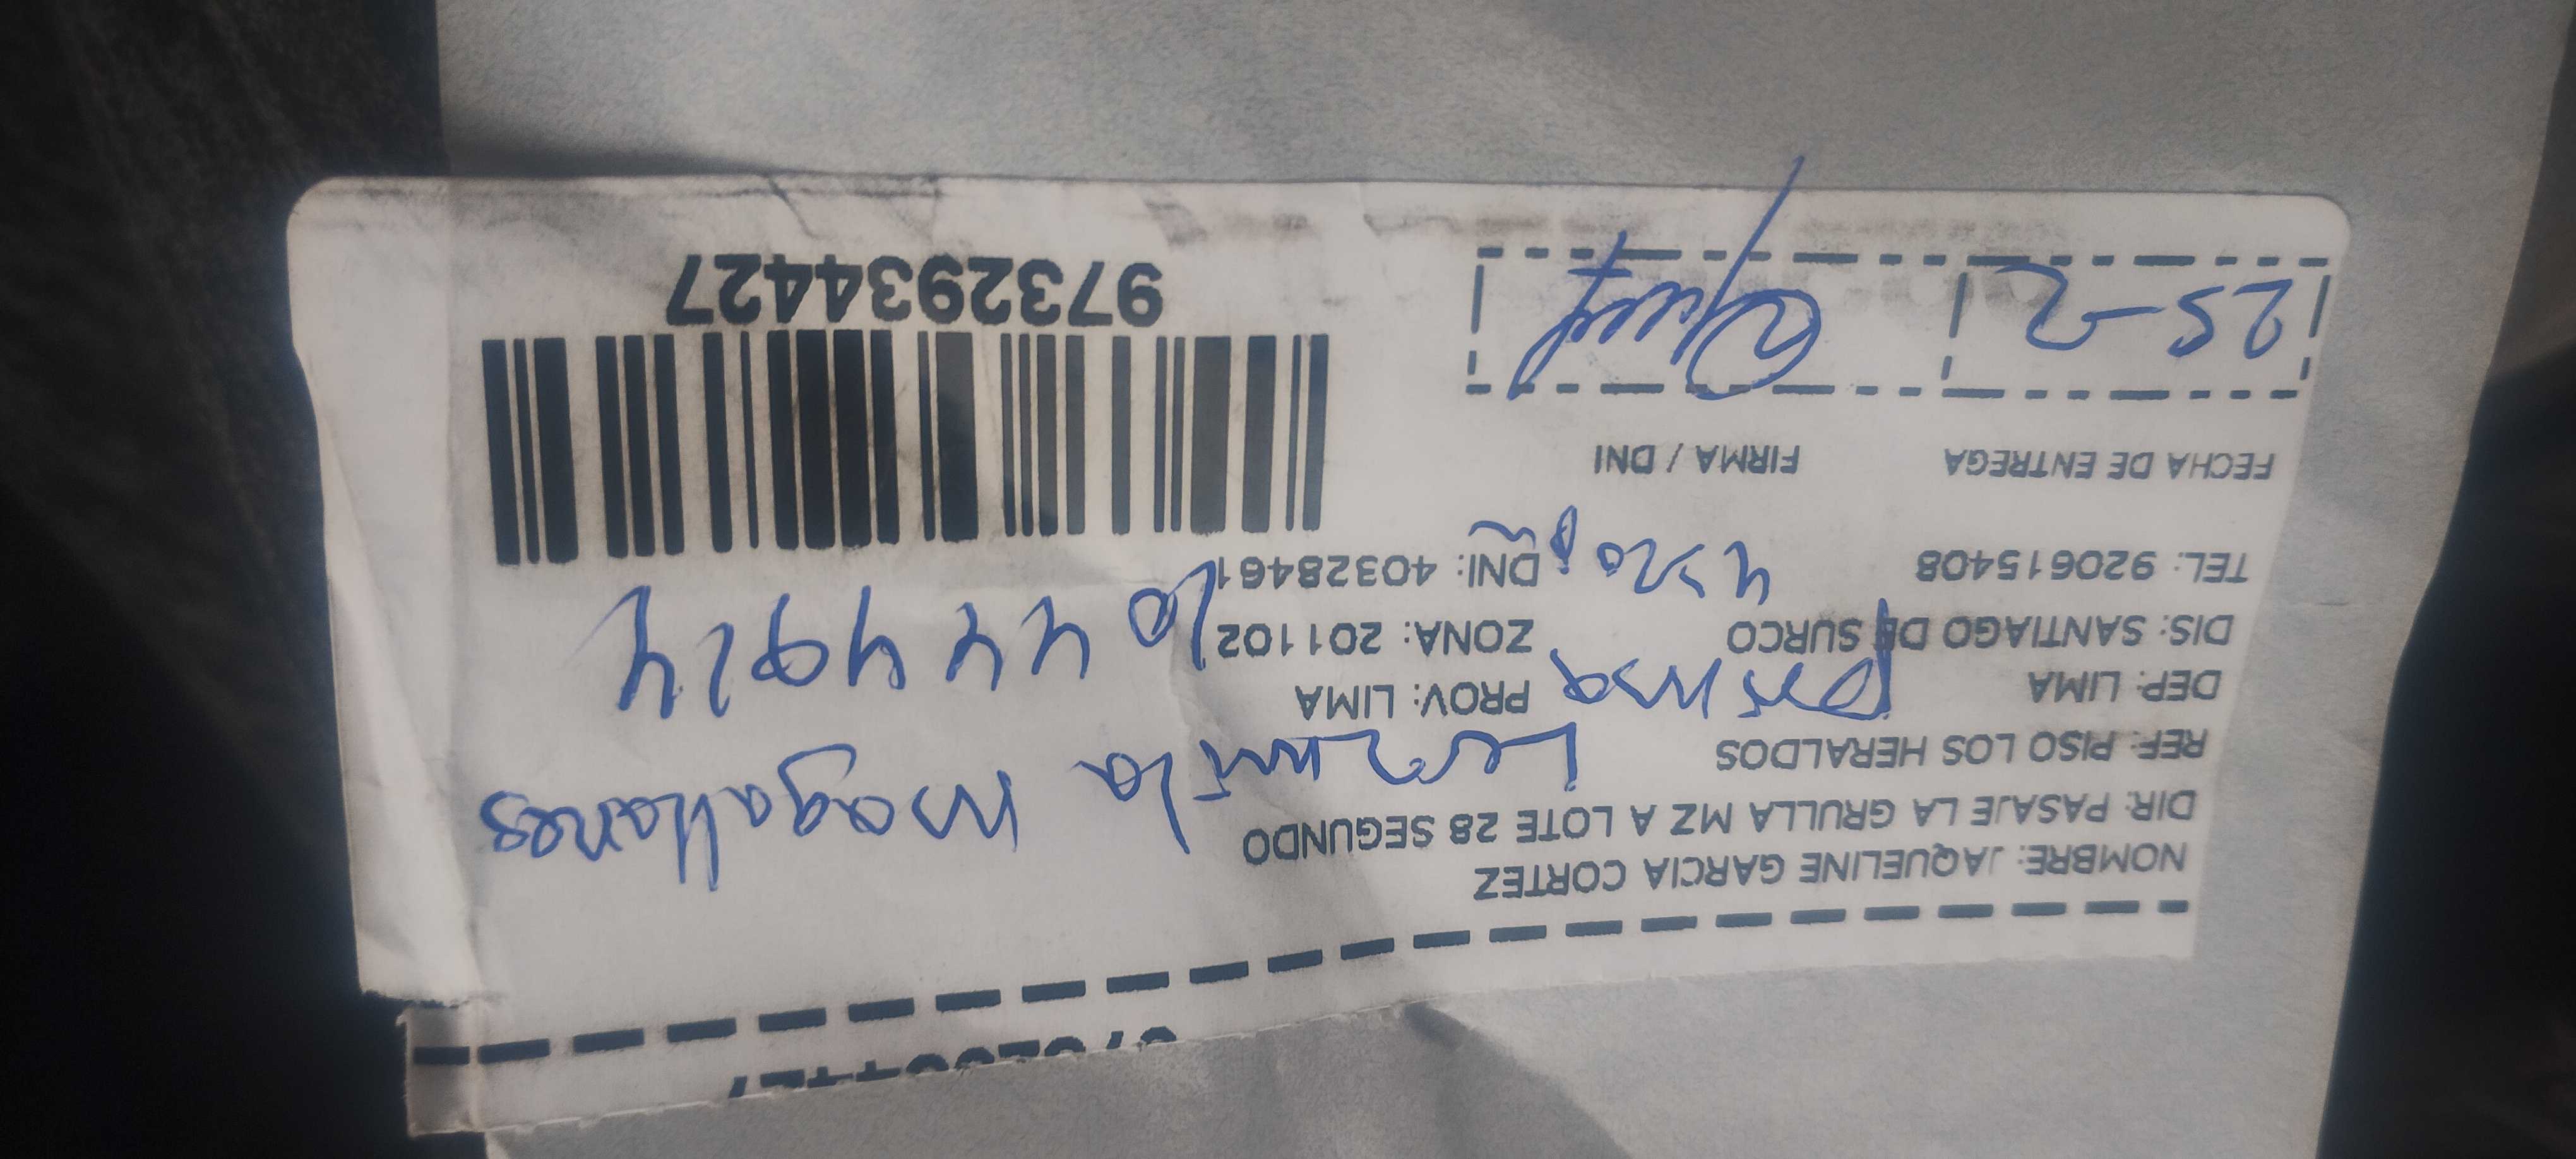 NOMBRE: JAQUELINE GARCIA CORTEZ
DIR: PASAJE LA GRULLA MZ A LOTE 28 SEGUNDO
REF: PISO LOS HERALDOS
DEP: LIMA PROV: LIMA
DIS: SANTIAGO DE SURCO ZONA: 201102
TEL: 920615408 DNI: 40328461
Magallanes
FECHA DE ENTREGA FIRMA / DNI
25-2
97329344427